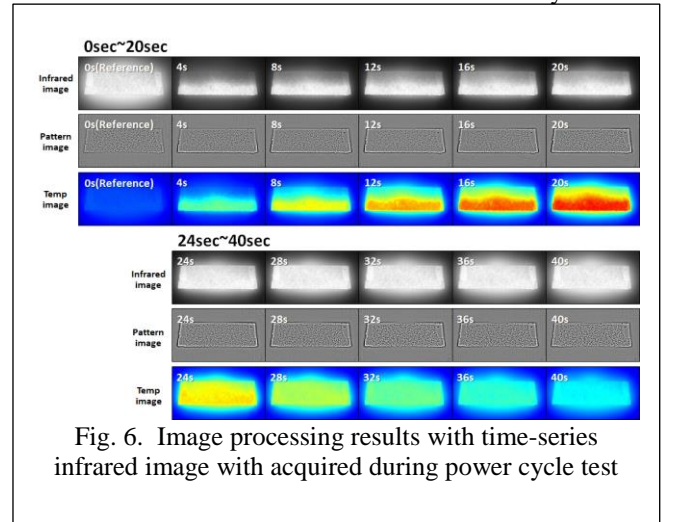 0sec~20sec
Infrared
image
0s(Reference)
4s
8s
12s
16s
20s
Pattern
image
0s(Reference)
4s
8s
12s
16s
20s
Temp
image
0s(Reference)
4s
8s
12s
16s
20s
24sec~40sec
Infrared
image
24s
28s
32s
36s
40s
Pattern
image
24s
28s
32s
36s
40s
Temp
image
24s
28s
32s
36s
40s
Fig. 6. Image processing results with time-series
infrared image with acquired during power cycle test